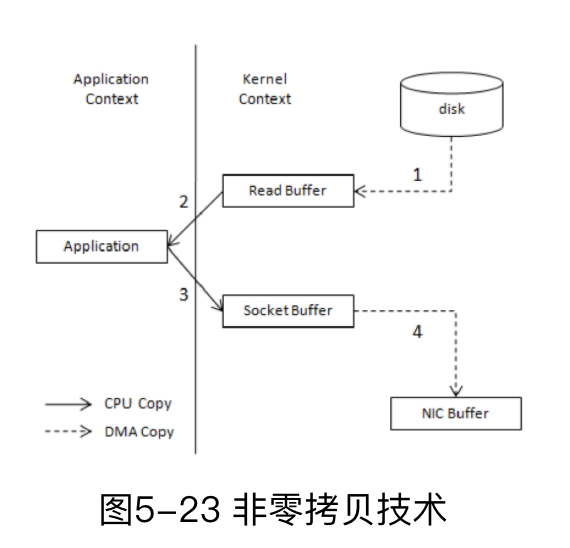 Application
Context
Kernel
Context
disk
1
Read Buffer
2
Application
3
Socket Buffer
4
NIC Buffer
CPU Copy
DMA Copy
图5-23 非零拷贝技术